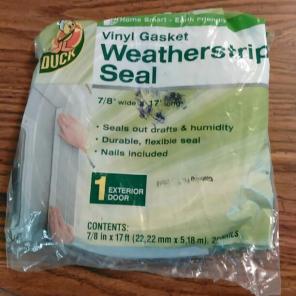 Home Smart - Earth Friendly
DUCK
Vinyl Gasket
Weatherstrip
Seal
7/8" wide x 17' long
• Seals out drafts & humidity
• Durable, flexible seal
• Nails included
1 EXTERIOR
DOOR
CONTENTS:
7/8 in x 17 ft (22,22 mm x 5,18 m),